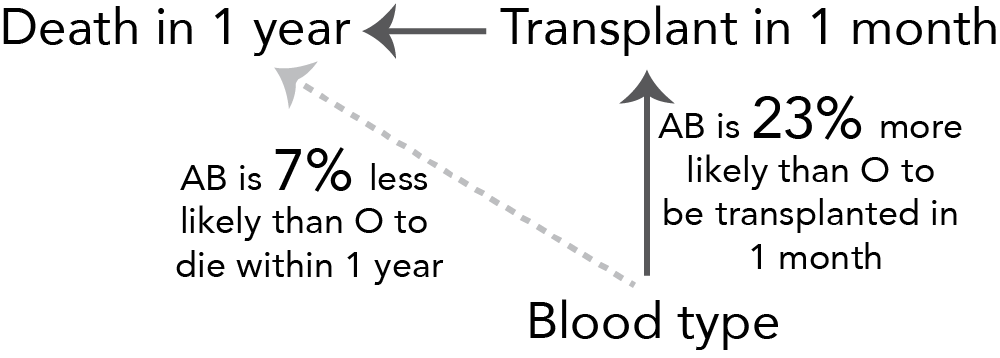 Death in 1 year
Transplant in 1 month
AB is 23% more
likely than O to
be transplanted in
1 month
AB is 7% less
likely than O to
die within 1 year
Blood type